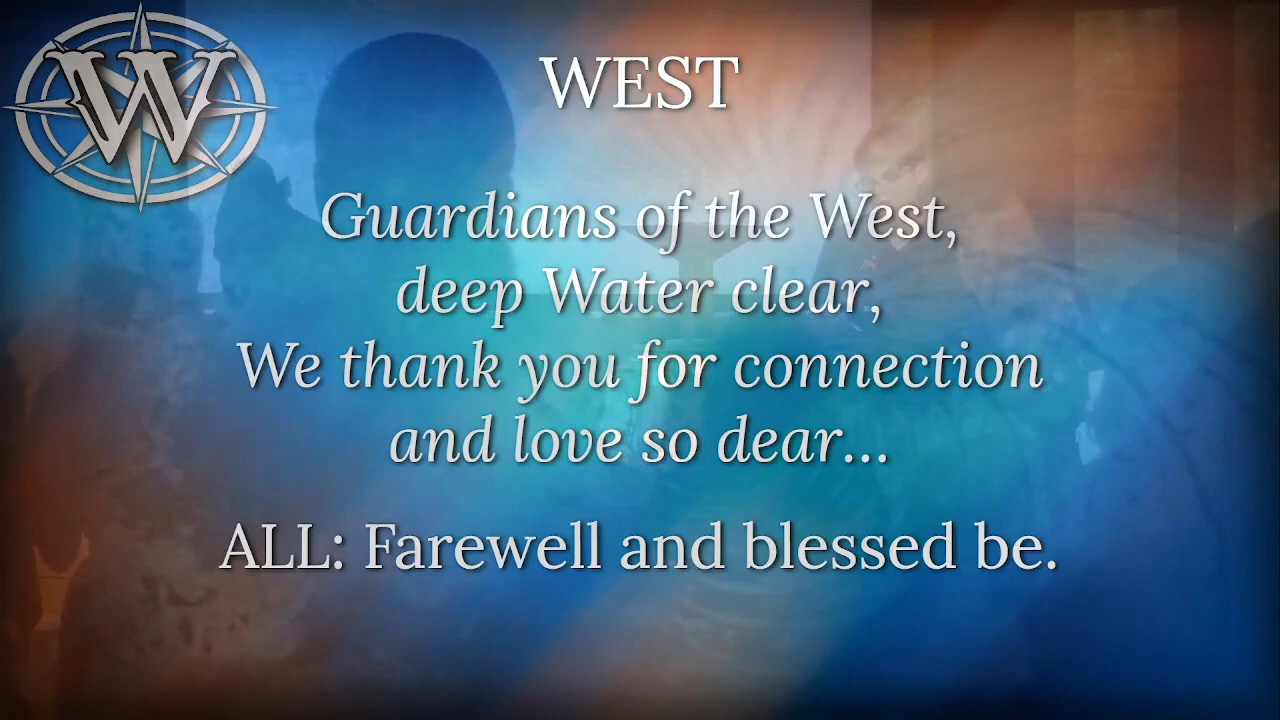 W
WEST
Guardians of the West,
deep Water clear,
We thank you for connection
and love so dear...
ALL: Farewell and blessed be.